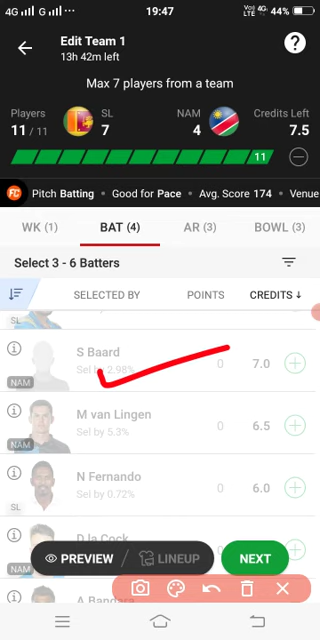 4G G ••• 19:47 Voj LTE 4G 44%
Edit Team 1
13h 42m left
?
Max 7 players from a team
Players SL NAM Credits Left
11 / 11 7 4 7.5
11
FC Pitch Batting • Good for Pace • Avg. Score 174 • Venue
WK (1) BAT (4) AR (3) BOWL (3)
Select 3 - 6 Batters
SELECTED BY POINTS CREDITS ↓
SL
S Baard
Sel by 2.98% 0 7.0
NAM
M van Lingen
Sel by 5.3% 0 6.5
NAM
N Fernando
Sel by 0.72% 0 6.0
SL
D la Cock
PREVIEW / LINEUP NEXT
NAM
A Bandara